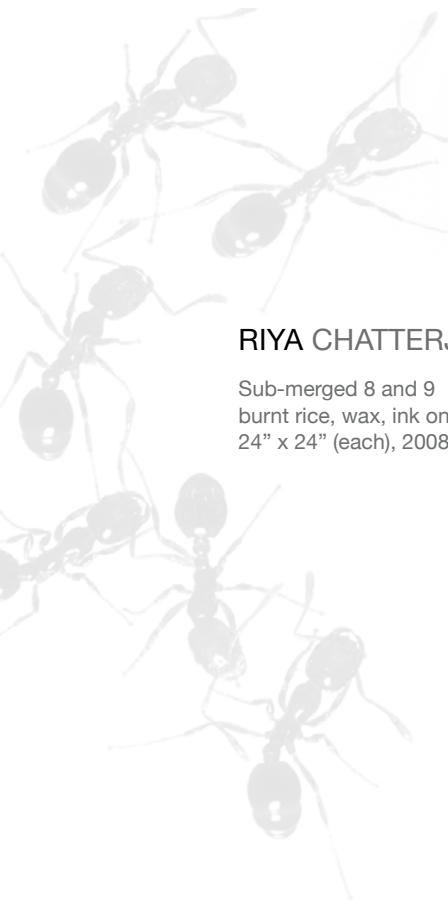 RIYA CHATTER
Sub-merged 8 and 9
burnt rice, wax, ink on
24” x 24” (each), 2008